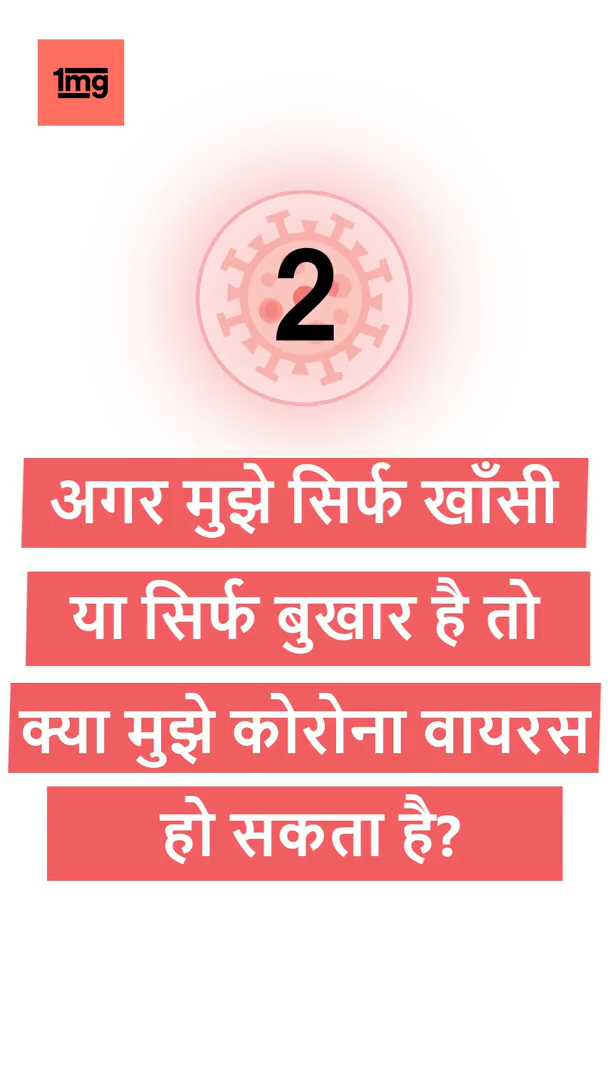 1mg
2
अगर मुझे सिर्फ खाँसी
या सिर्फ बुखार है तो
क्या मुझे कोरोना वायरस
हो सकता है?